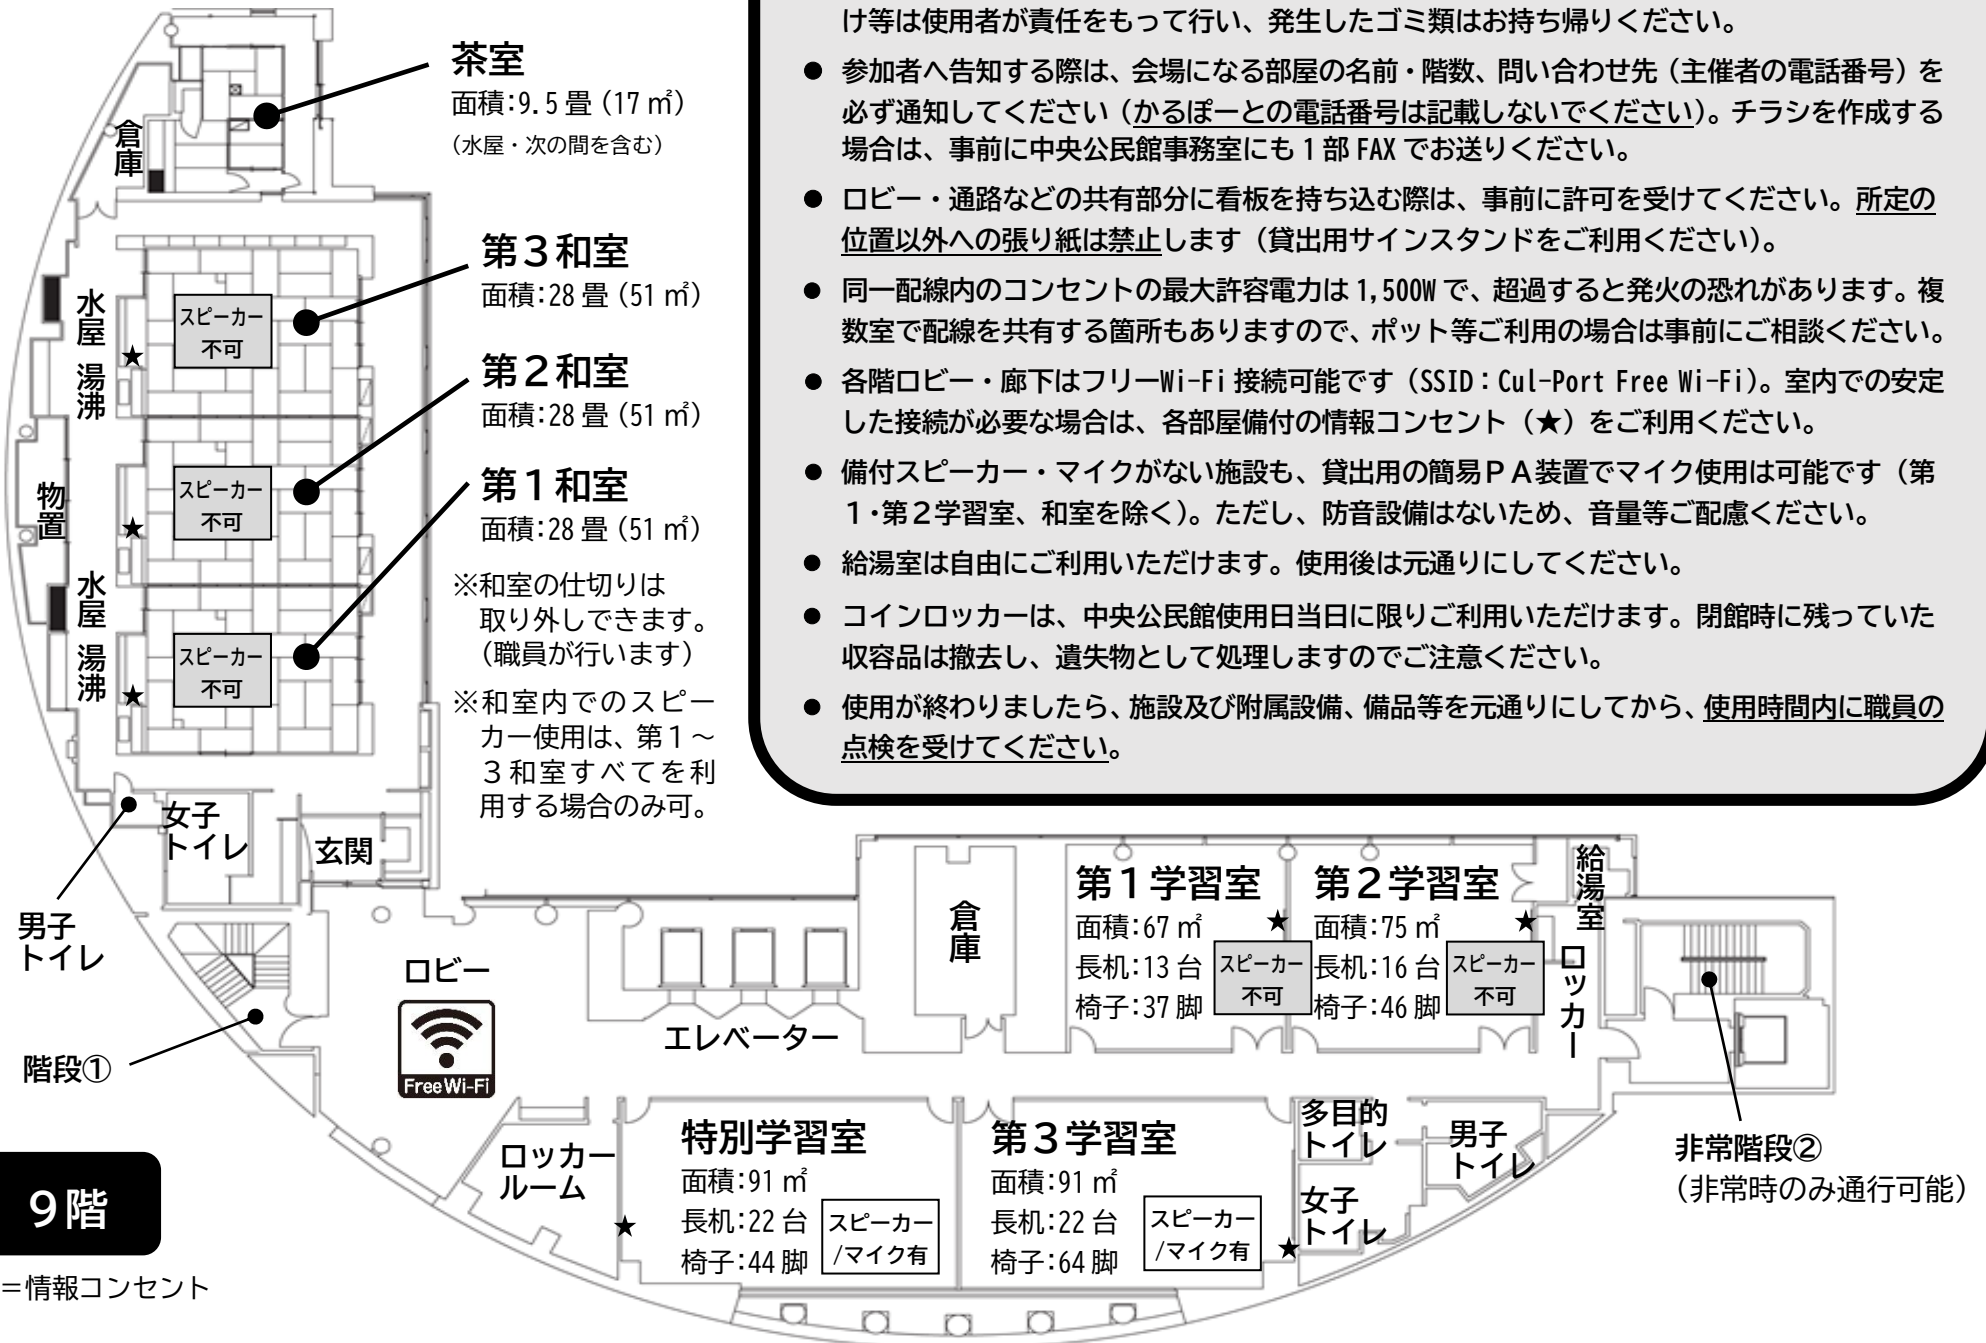 け等は使用者が責任をもって行い、発生したゴミ類はお持ち帰りください。
● 参加者へ告知する際は、会場になる部屋の名前・階数、問い合わせ先（主催者の電話番号）を
必ず通知してください（かるぽーとの電話番号は記載しないでください）。チラシを作成する
場合は、事前に中央公民館事務室にも1部FAXでお送りください。
● ロビー・通路などの共有部分に看板を持ち込む際は、事前に許可を受けてください。所定の
位置以外への張り紙は禁止します（貸出用サインスタンドをご利用ください）。
● 同一配線内のコンセントの最大許容電力は1,500Wで、超過すると発火の恐れがあります。複
数室で配線を共有する箇所もありますので、ポット等ご利用の場合は事前にご相談ください。
● 各階ロビー・廊下はフリーWi-Fi接続可能です（SSID：Cul-Port Free Wi-Fi）。室内での安定
した接続が必要な場合は、各部屋備付の情報コンセント（★）をご利用ください。
● 備付スピーカー・マイクがない施設も、貸出用の簡易ＰＡ装置でマイク使用は可能です（第
１・第２学習室、和室を除く）。ただし、防音設備はないため、音量等ご配慮ください。
● 給湯室は自由にご利用いただけます。使用後は元通りにしてください。
● コインロッカーは、中央公民館使用日当日に限りご利用いただけます。閉館時に残っていた
収容品は撤去し、遺失物として処理しますのでご注意ください。
● 使用が終わりましたら、施設及び附属設備、備品等を元通りにしてから、使用時間内に職員の
点検を受けてください。
茶室
面積：9.5畳（17㎡）
（水屋・次の間を含む）
倉庫
第３和室
面積：28畳（51㎡）
スピーカー
不可
★
水屋
湯沸
第２和室
面積：28畳（51㎡）
スピーカー
不可
★
物置
第１和室
面積：28畳（51㎡）
スピーカー
不可
★
水屋
湯沸
※和室の仕切りは
取り外しできます。
（職員が行います）
※和室内でのスピー
カー使用は、第１～
３和室すべてを利
用する場合のみ可。
女子
トイレ
玄関
男子
トイレ
階段①
ロビー
Free Wi-Fi
エレベーター
倉庫
第１学習室
面積：67㎡
長机：13台
椅子：37脚
★
スピーカー
不可
第２学習室
面積：75㎡
長机：16台
椅子：46脚
★
スピーカー
不可
給湯室
ロッカー
非常階段②
（非常時のみ通行可能）
ロッカー
ルーム
★
特別学習室
面積：91㎡
長机：22台
椅子：44脚
スピーカー
/マイク有
第３学習室
面積：91㎡
長机：22台
椅子：64脚
スピーカー
/マイク有
★
多目的
トイレ
女子
トイレ
男子
トイレ
９階
＝情報コンセント